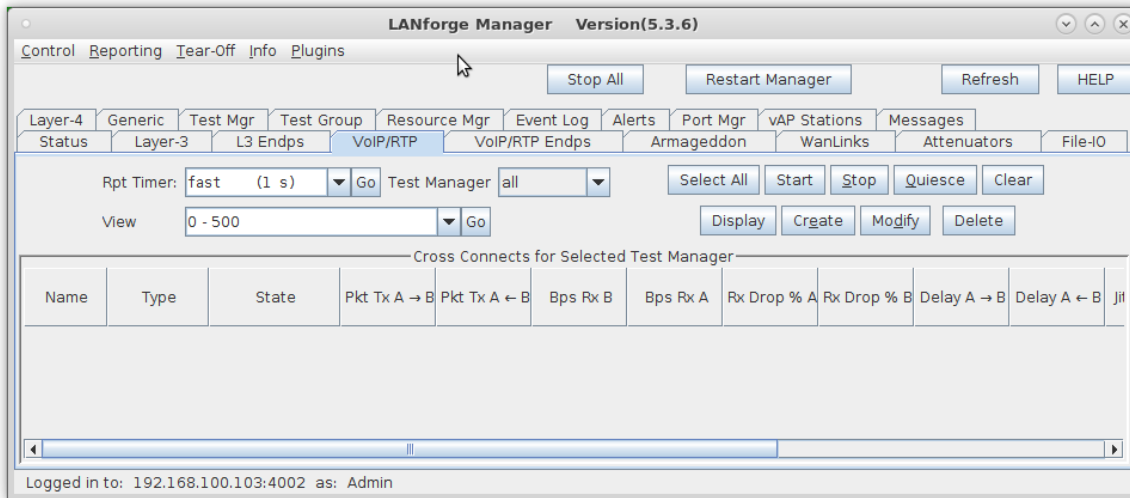 LANforge Manager    Version(5.3.6)
Control Reporting Tear-Off Info Plugins
Stop All Restart Manager Refresh HELP
Layer-4 Generic Test Mgr Test Group Resource Mgr Event Log Alerts Port Mgr vAP Stations Messages
Status Layer-3 L3 Endps VoIP/RTP VoIP/RTP Endps Armageddon WanLinks Attenuators File-IO
Rpt Timer: fast    (1 s) Go Test Manager all Select All Start Stop Quiesce Clear
View 0 - 500 Go Display Create Modify Delete
Cross Connects for Selected Test Manager
Name Type State Pkt Tx A → B Pkt Tx A ← B Bps Rx B Bps Rx A Rx Drop % A Rx Drop % B Delay A → B Delay A ← B
Logged in to:  192.168.100.103:4002  as:  Admin